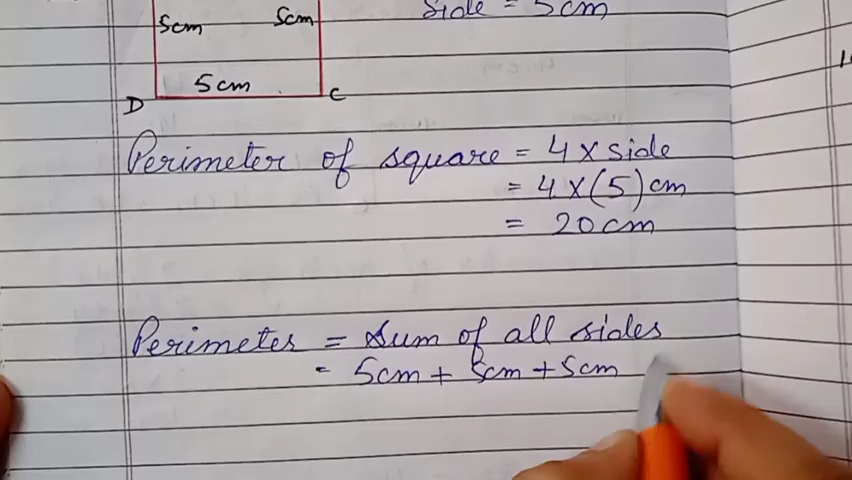 side = 5cm
5cm 5cm
5cm
D C
Perimeter of square = 4 x side
= 4 x (5) cm
= 20 cm
Perimeter = Sum of all sides
= 5cm + 5cm + 5cm